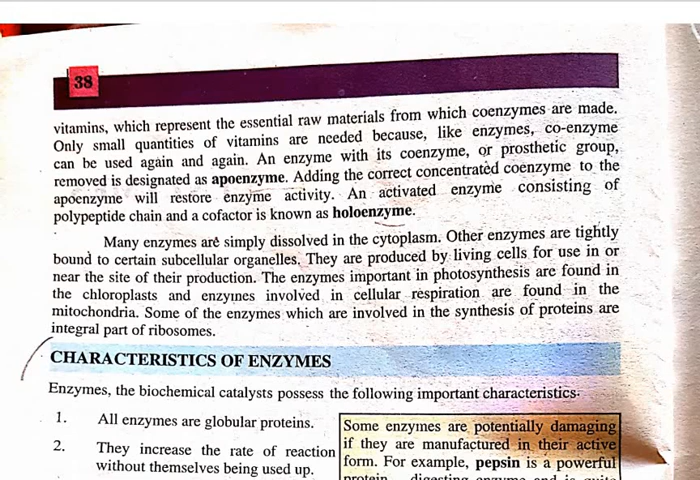 38
vitamins, which represent the essential raw materials from which coenzymes are made.
Only small quantities of vitamins are needed because, like enzymes, co-enzyme
can be used again and again. An enzyme with its coenzyme, or prosthetic group,
removed is designated as apoenzyme. Adding the correct concentrated coenzyme to the
apoenzyme will restore enzyme activity. An activated enzyme consisting of
polypeptide chain and a cofactor is known as holoenzyme.
Many enzymes are simply dissolved in the cytoplasm. Other enzymes are tightly
bound to certain subcellular organelles. They are produced by living cells for use in or
near the site of their production. The enzymes important in photosynthesis are found in
the chloroplasts and enzymes involved in cellular respiration are found in the
mitochondria. Some of the enzymes which are involved in the synthesis of proteins are
integral part of ribosomes.
CHARACTERISTICS OF ENZYMES
Enzymes, the biochemical catalysts possess the following important characteristics.
1. All enzymes are globular proteins.
2. They increase the rate of reaction
without themselves being used up.
Some enzymes are potentially damaging
if they are manufactured in their active
form. For example, pepsin is a powerful
protein - digesting enzyme and is quite